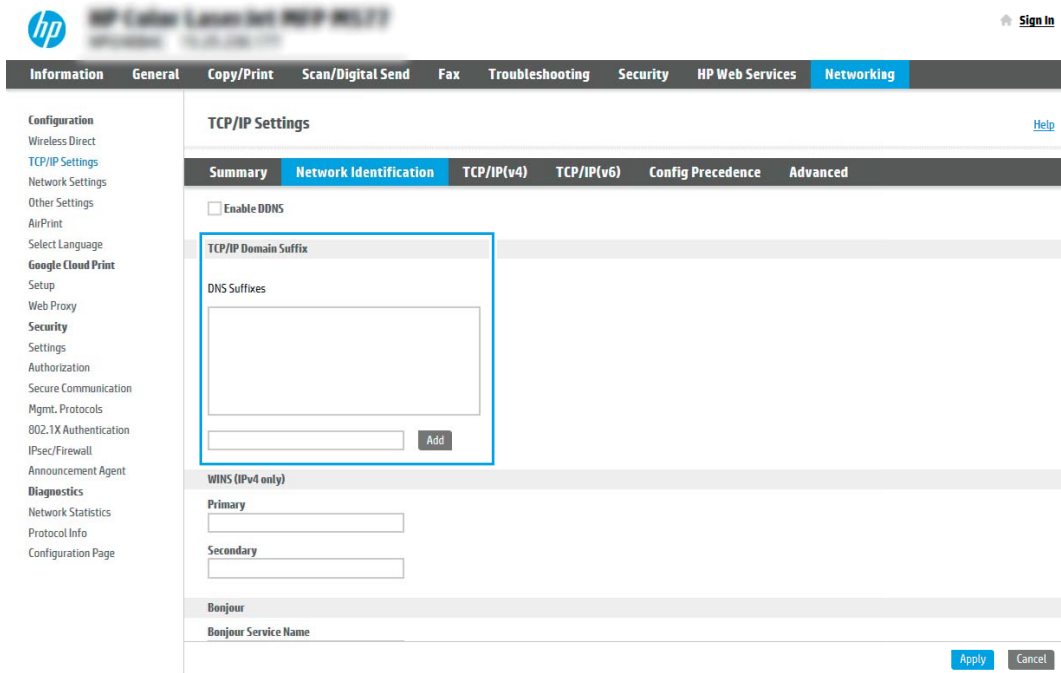 hp
Sign In
Information General Copy/Print Scan/Digital Send Fax Troubleshooting Security HP Web Services Networking
Configuration
Wireless Direct
TCP/IP Settings
Network Settings
Other Settings
AirPrint
Select Language
Google Cloud Print
Setup
Web Proxy
Security
Settings
Authorization
Secure Communication
Mgmt. Protocols
802.1X Authentication
IPsec/Firewall
Announcement Agent
Diagnostics
Network Statistics
Protocol Info
Configuration Page
TCP/IP Settings
Help
Summary Network Identification TCP/IP(v4) TCP/IP(v6) Config Precedence Advanced
Enable DDNS
TCP/IP Domain Suffix
DNS Suffixes
Add
WINS (IPv4 only)
Primary
Secondary
Bonjour
Bonjour Service Name
Apply Cancel